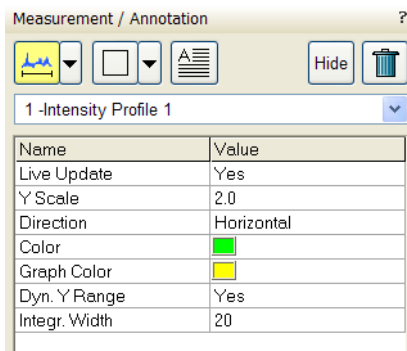 Measurement / Annotation ?
A Hide
1 -Intensity Profile 1
Name Value
Live Update Yes
Y Scale 2.0
Direction Horizontal
Color
Graph Color
Dyn. Y Range Yes
Integr. Width 20